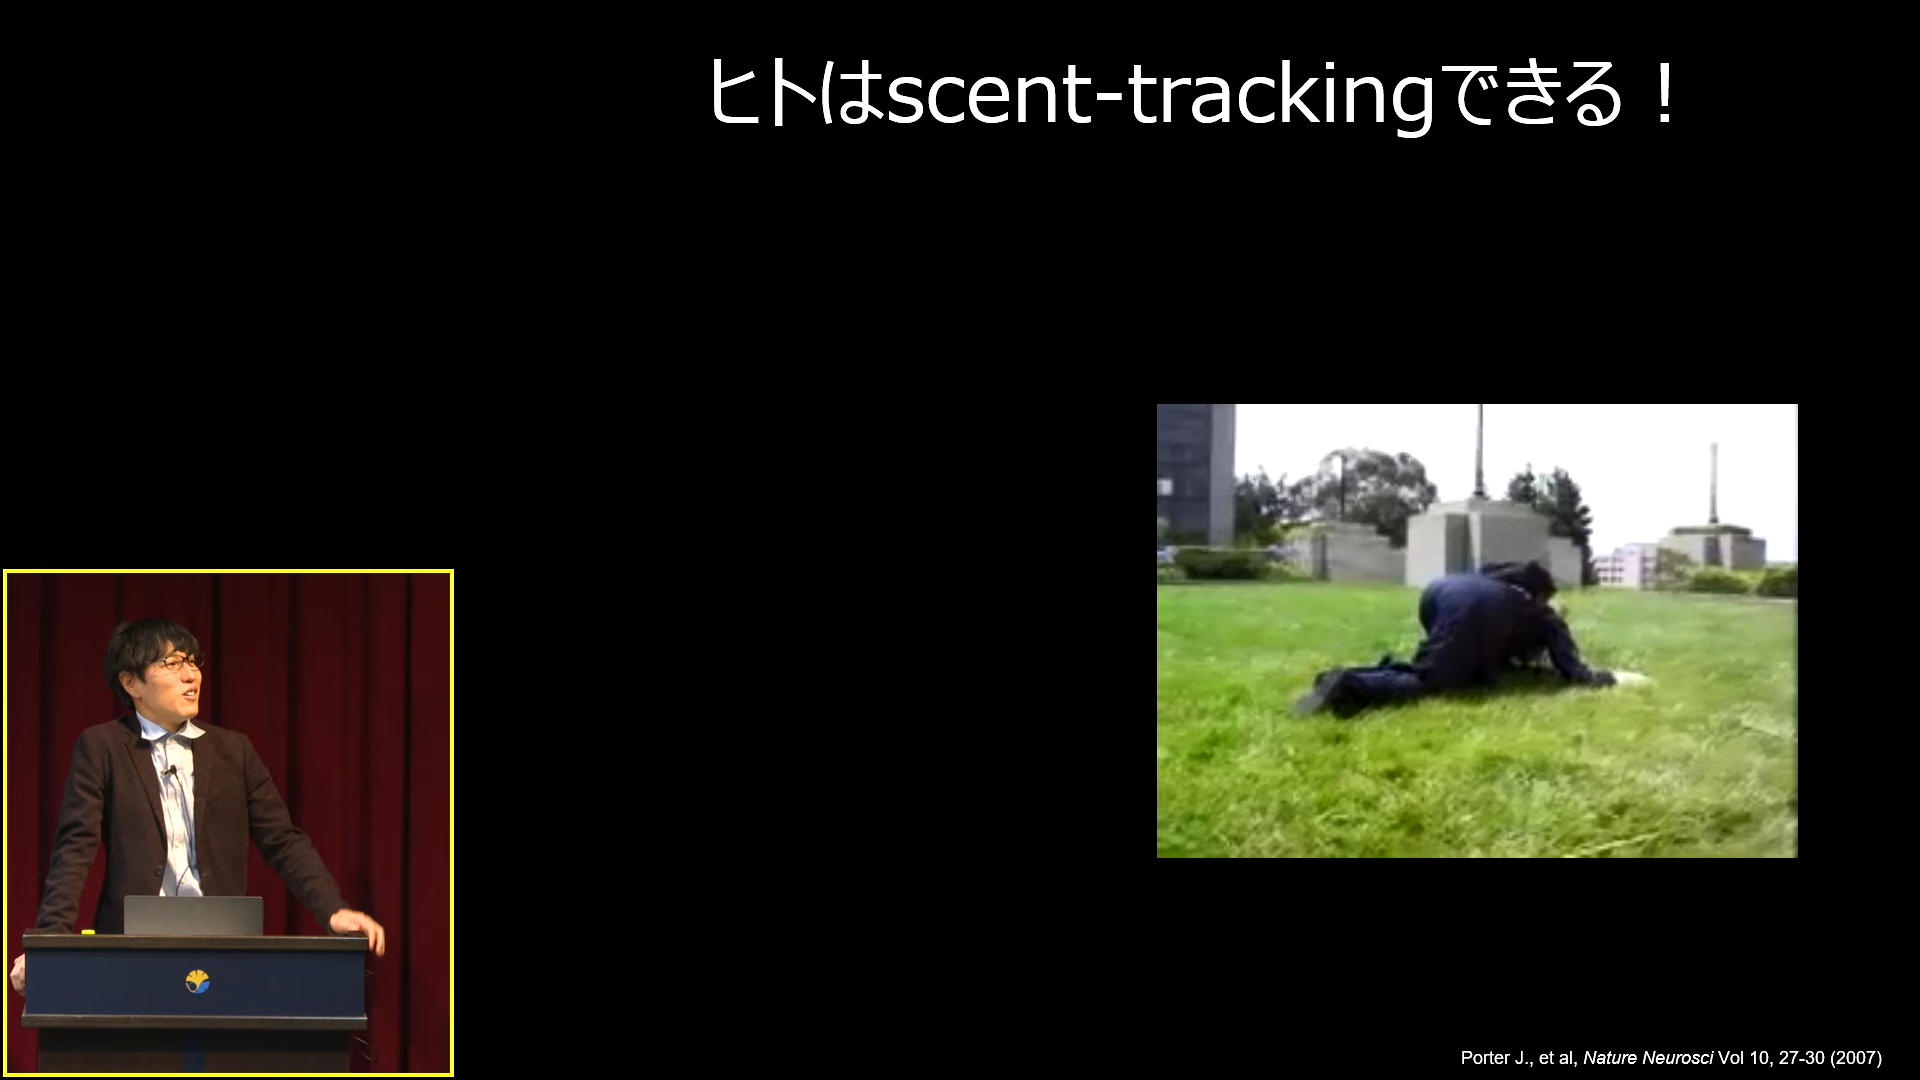 ヒトはscent-trackingできる！
Porter J., et al, Nature Neurosci Vol 10, 27-30 (2007)